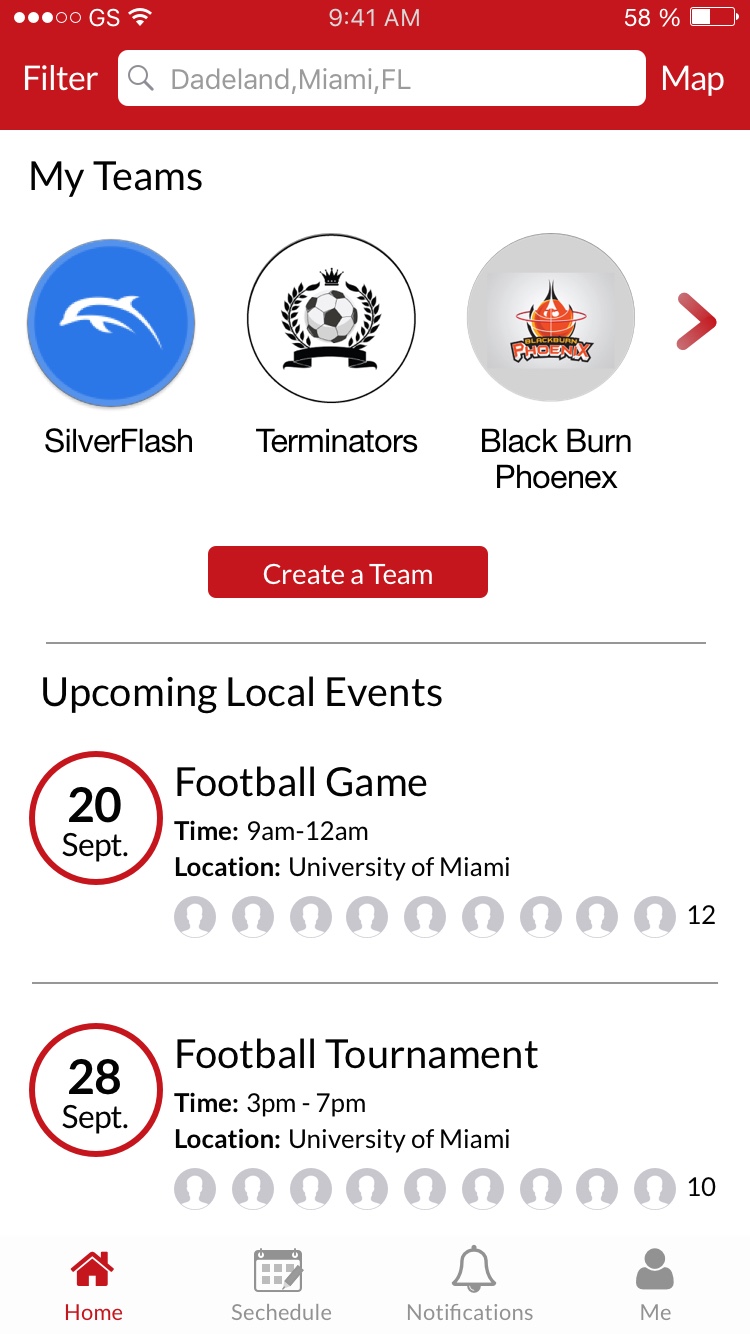 GS 9:41 AM 58 %
Filter Dadeland,Miami,FL Map
My Teams
BLACKBURN
PHOENIX
SilverFlash Terminators Black Burn
Phoenex
Create a Team
Upcoming Local Events
20
Sept.
Football Game
Time: 9am-12am
Location: University of Miami
12
28
Sept.
Football Tournament
Time: 3pm - 7pm
Location: University of Miami
10
Home Sechedule Notifications Me